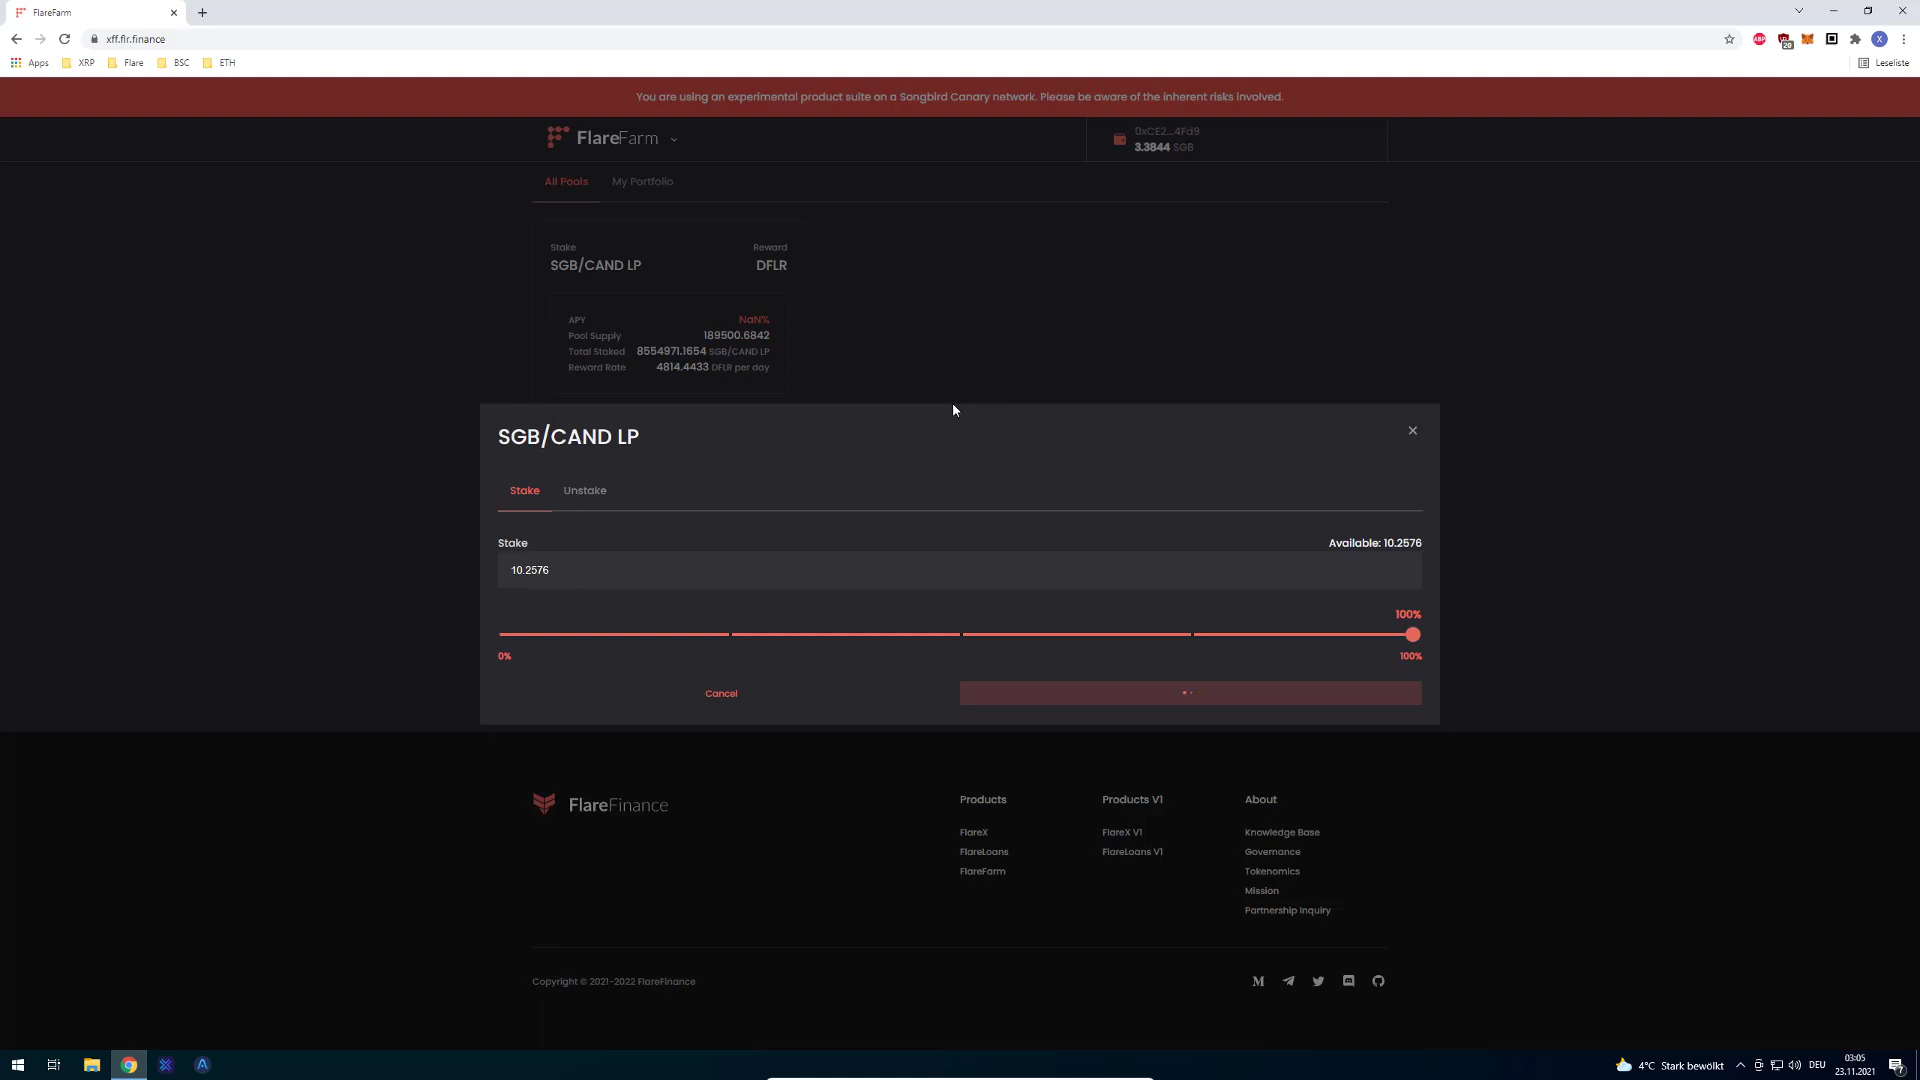 FlareFarm
xff.flr.finance
20
X
Apps XRP Flare BSC ETH Leseliste
You are using an experimental product suite on a Songbird Canary network. Please be aware of the inherent risks involved.
FlareFarm
0xCE2...4Fd9
3.3844 SGB
All Pools My Portfolio
Stake Reward
SGB/CAND LP DFLR
APY NaN%
Pool Supply 189500.6842
Total Staked 8554971.1654 SGB/CAND LP
Reward Rate 4814.4433 DFLR per day
SGB/CAND LP
Stake Unstake
Stake Available: 10.2576
10.2576
100%
0% 100%
Cancel
FlareFinance
Products Products V1 About
FlareX FlareX V1 Knowledge Base
FlareLoans FlareLoans V1 Governance
FlareFarm Tokenomics
Mission
Partnership Inquiry
Copyright © 2021-2022 FlareFinance
4°C Stark bewölkt DEU 03:05
23.11.2021
7